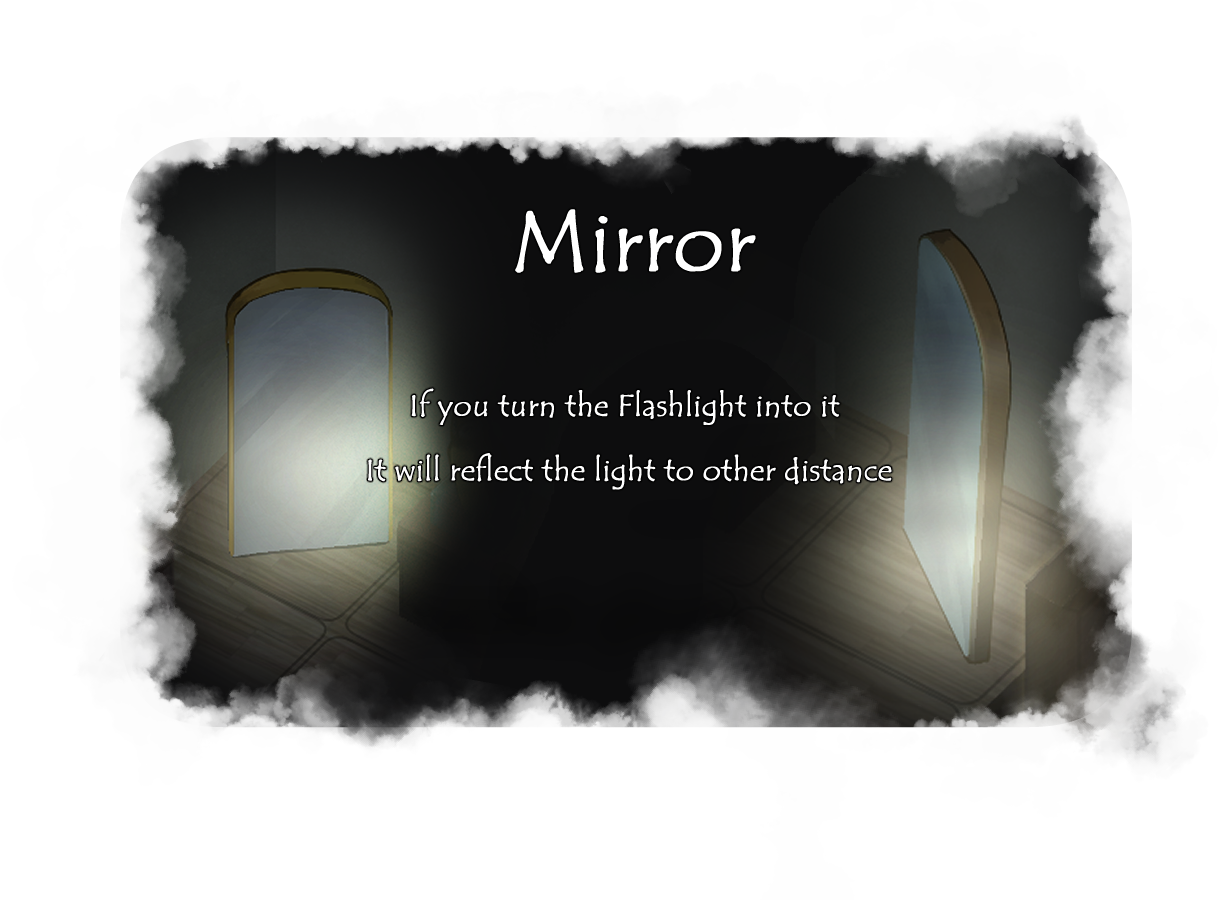 Mirror
If you turn the Flashlight into it
It will reflect the light to other distance